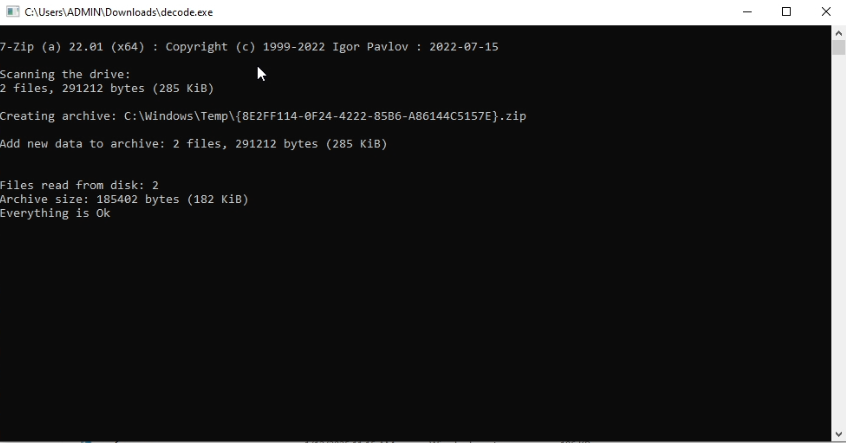 C:\Users\ADMIN\Downloads\decode.exe
7-Zip (a) 22.01 (x64) : Copyright (c) 1999-2022 Igor Pavlov : 2022-07-15
Scanning the drive:
2 files, 291212 bytes (285 KiB)
Creating archive: C:\Windows\Temp\{8E2FF114-0F24-4222-85B6-A86144C5157E}.zip
Add new data to archive: 2 files, 291212 bytes (285 KiB)
Files read from disk: 2
Archive size: 185402 bytes (182 KiB)
Everything is Ok